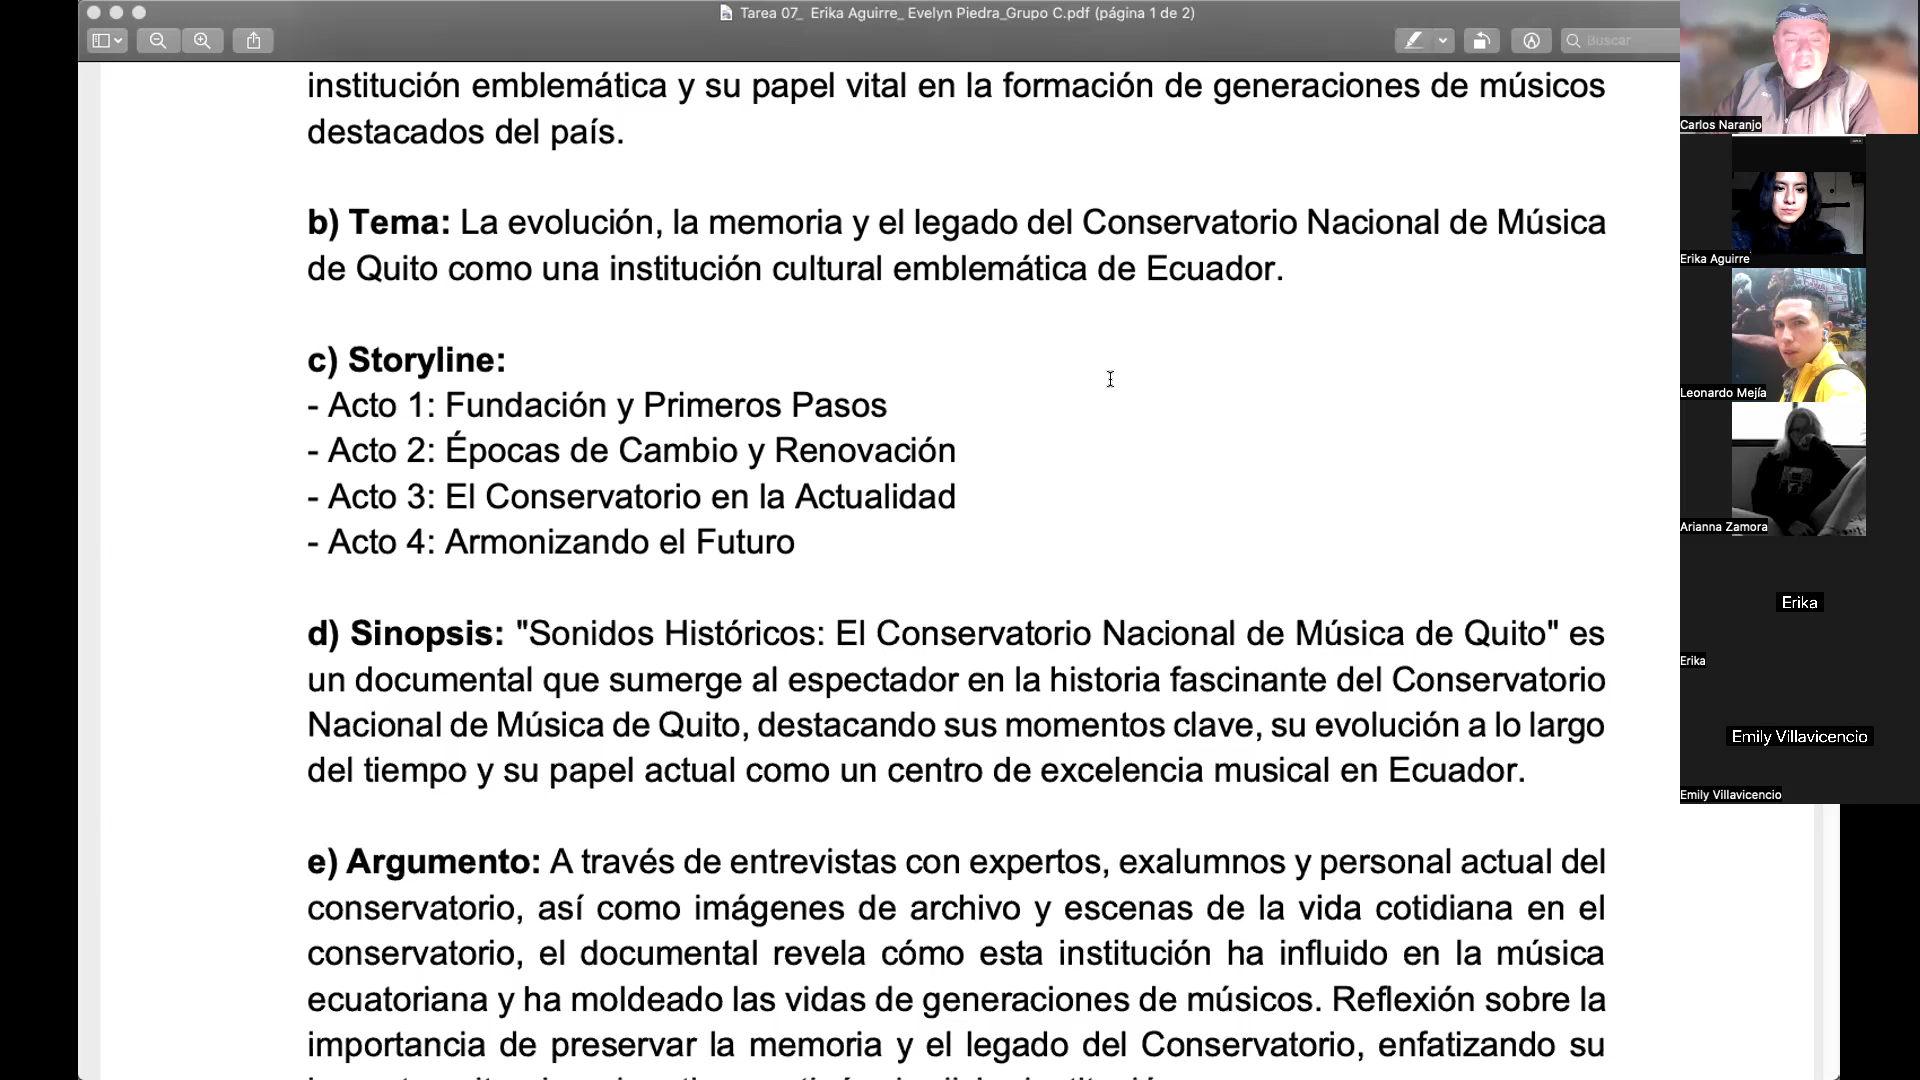 Tarea 07_ Erika Aguirre_ Evelyn Piedra_Grupo C.pdf (página 1 de 2)
Buscar
institución emblemática y su papel vital en la formación de generaciones de músicos
destacados del país.
b) Tema: La evolución, la memoria y el legado del Conservatorio Nacional de Música
de Quito como una institución cultural emblemática de Ecuador.
c) Storyline:
- Acto 1: Fundación y Primeros Pasos
- Acto 2: Épocas de Cambio y Renovación
- Acto 3: El Conservatorio en la Actualidad
- Acto 4: Armonizando el Futuro
d) Sinopsis: "Sonidos Históricos: El Conservatorio Nacional de Música de Quito" es
un documental que sumerge al espectador en la historia fascinante del Conservatorio
Nacional de Música de Quito, destacando sus momentos clave, su evolución a lo largo
del tiempo y su papel actual como un centro de excelencia musical en Ecuador.
e) Argumento: A través de entrevistas con expertos, exalumnos y personal actual del
conservatorio, así como imágenes de archivo y escenas de la vida cotidiana en el
conservatorio, el documental revela cómo esta institución ha influido en la música
ecuatoriana y ha moldeado las vidas de generaciones de músicos. Reflexión sobre la
importancia de preservar la memoria y el legado del Conservatorio, enfatizando su
Carlos Naranjo
Erika Aguirre
Leonardo Mejía
Arianna Zamora
Erika
Erika
Emily Villavicencio
Emily Villavicencio